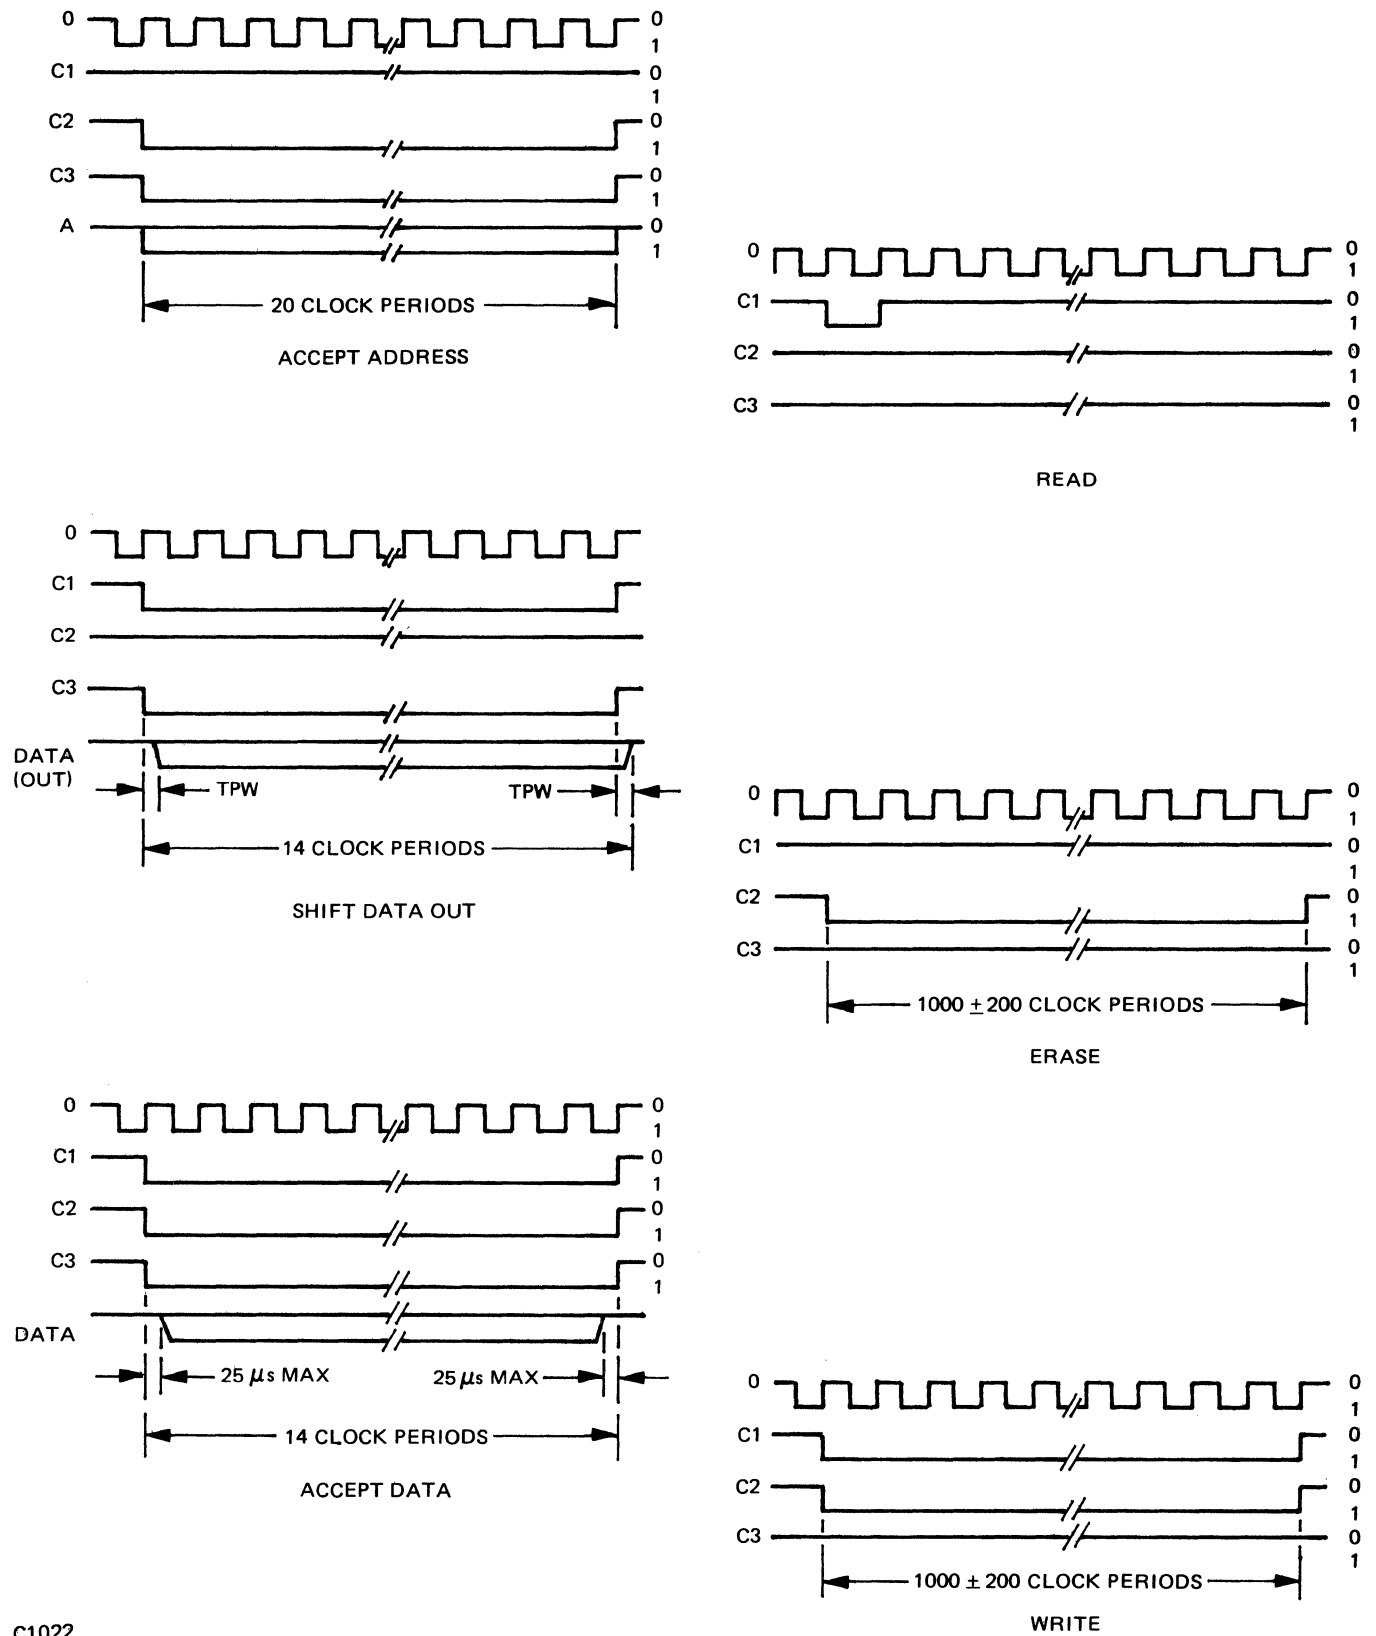 0
0
1
C1
0
1
C2
0
1
C3
0
1
A
0
1
20 CLOCK PERIODS
ACCEPT ADDRESS
0
0
1
C1
0
1
C2
0
1
C3
0
1
READ
0
C1
C2
C3
DATA
(OUT)
TPW
TPW
14 CLOCK PERIODS
SHIFT DATA OUT
0
0
1
C1
0
1
C2
0
1
C3
0
1
1000 ± 200 CLOCK PERIODS
ERASE
0
0
1
C1
0
1
C2
0
1
C3
0
1
DATA
25 μs MAX
25 μs MAX
14 CLOCK PERIODS
ACCEPT DATA
0
0
1
C1
0
1
C2
0
1
C3
0
1
1000 ± 200 CLOCK PERIODS
WRITE
C1022